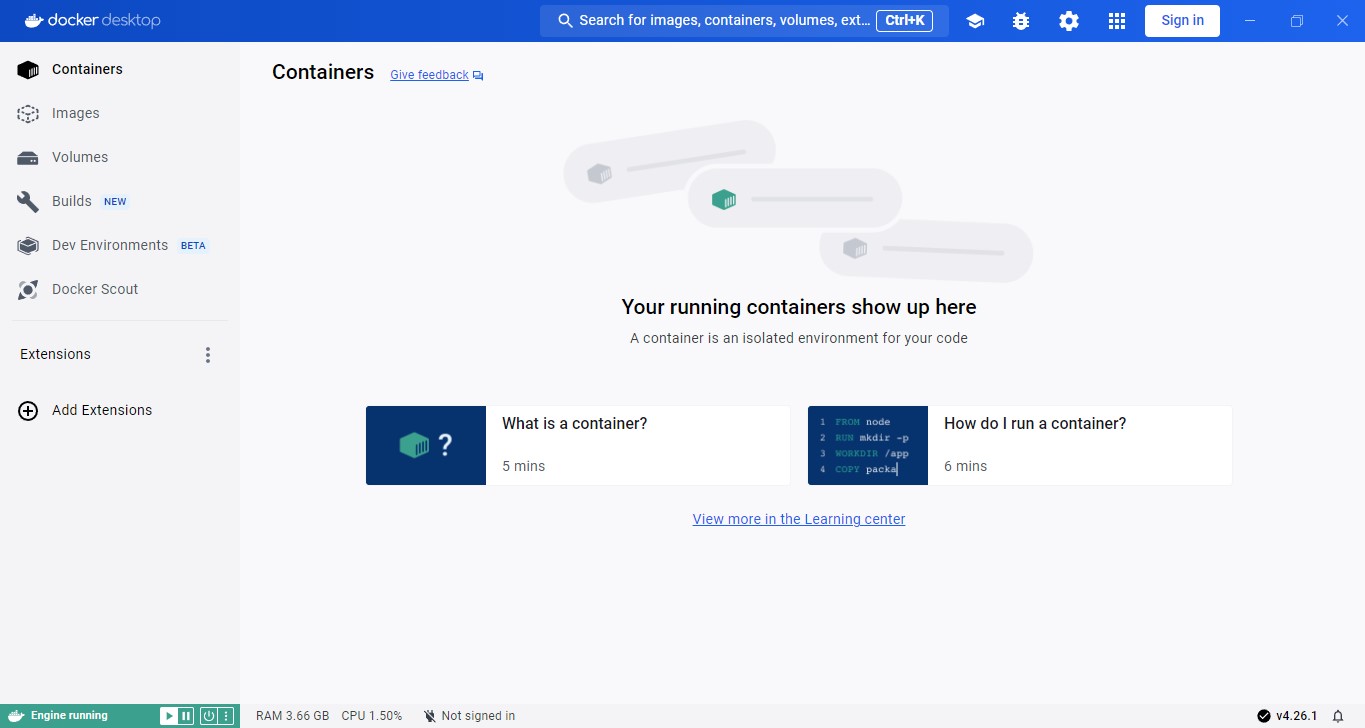 docker desktop
Search for images, containers, volumes, ext... Ctrl+K
Sign in
Containers
Images
Volumes
Builds NEW
Dev Environments BETA
Docker Scout
Extensions
Add Extensions
Containers Give feedback
Your running containers show up here
A container is an isolated environment for your code
?
What is a container?
5 mins
1 FROM node
2 RUN mkdir -p
3 WORKDIR /app
4 COPY packa
How do I run a container?
6 mins
View more in the Learning center
Engine running
RAM 3.66 GB CPU 1.50% Not signed in
v4.26.1